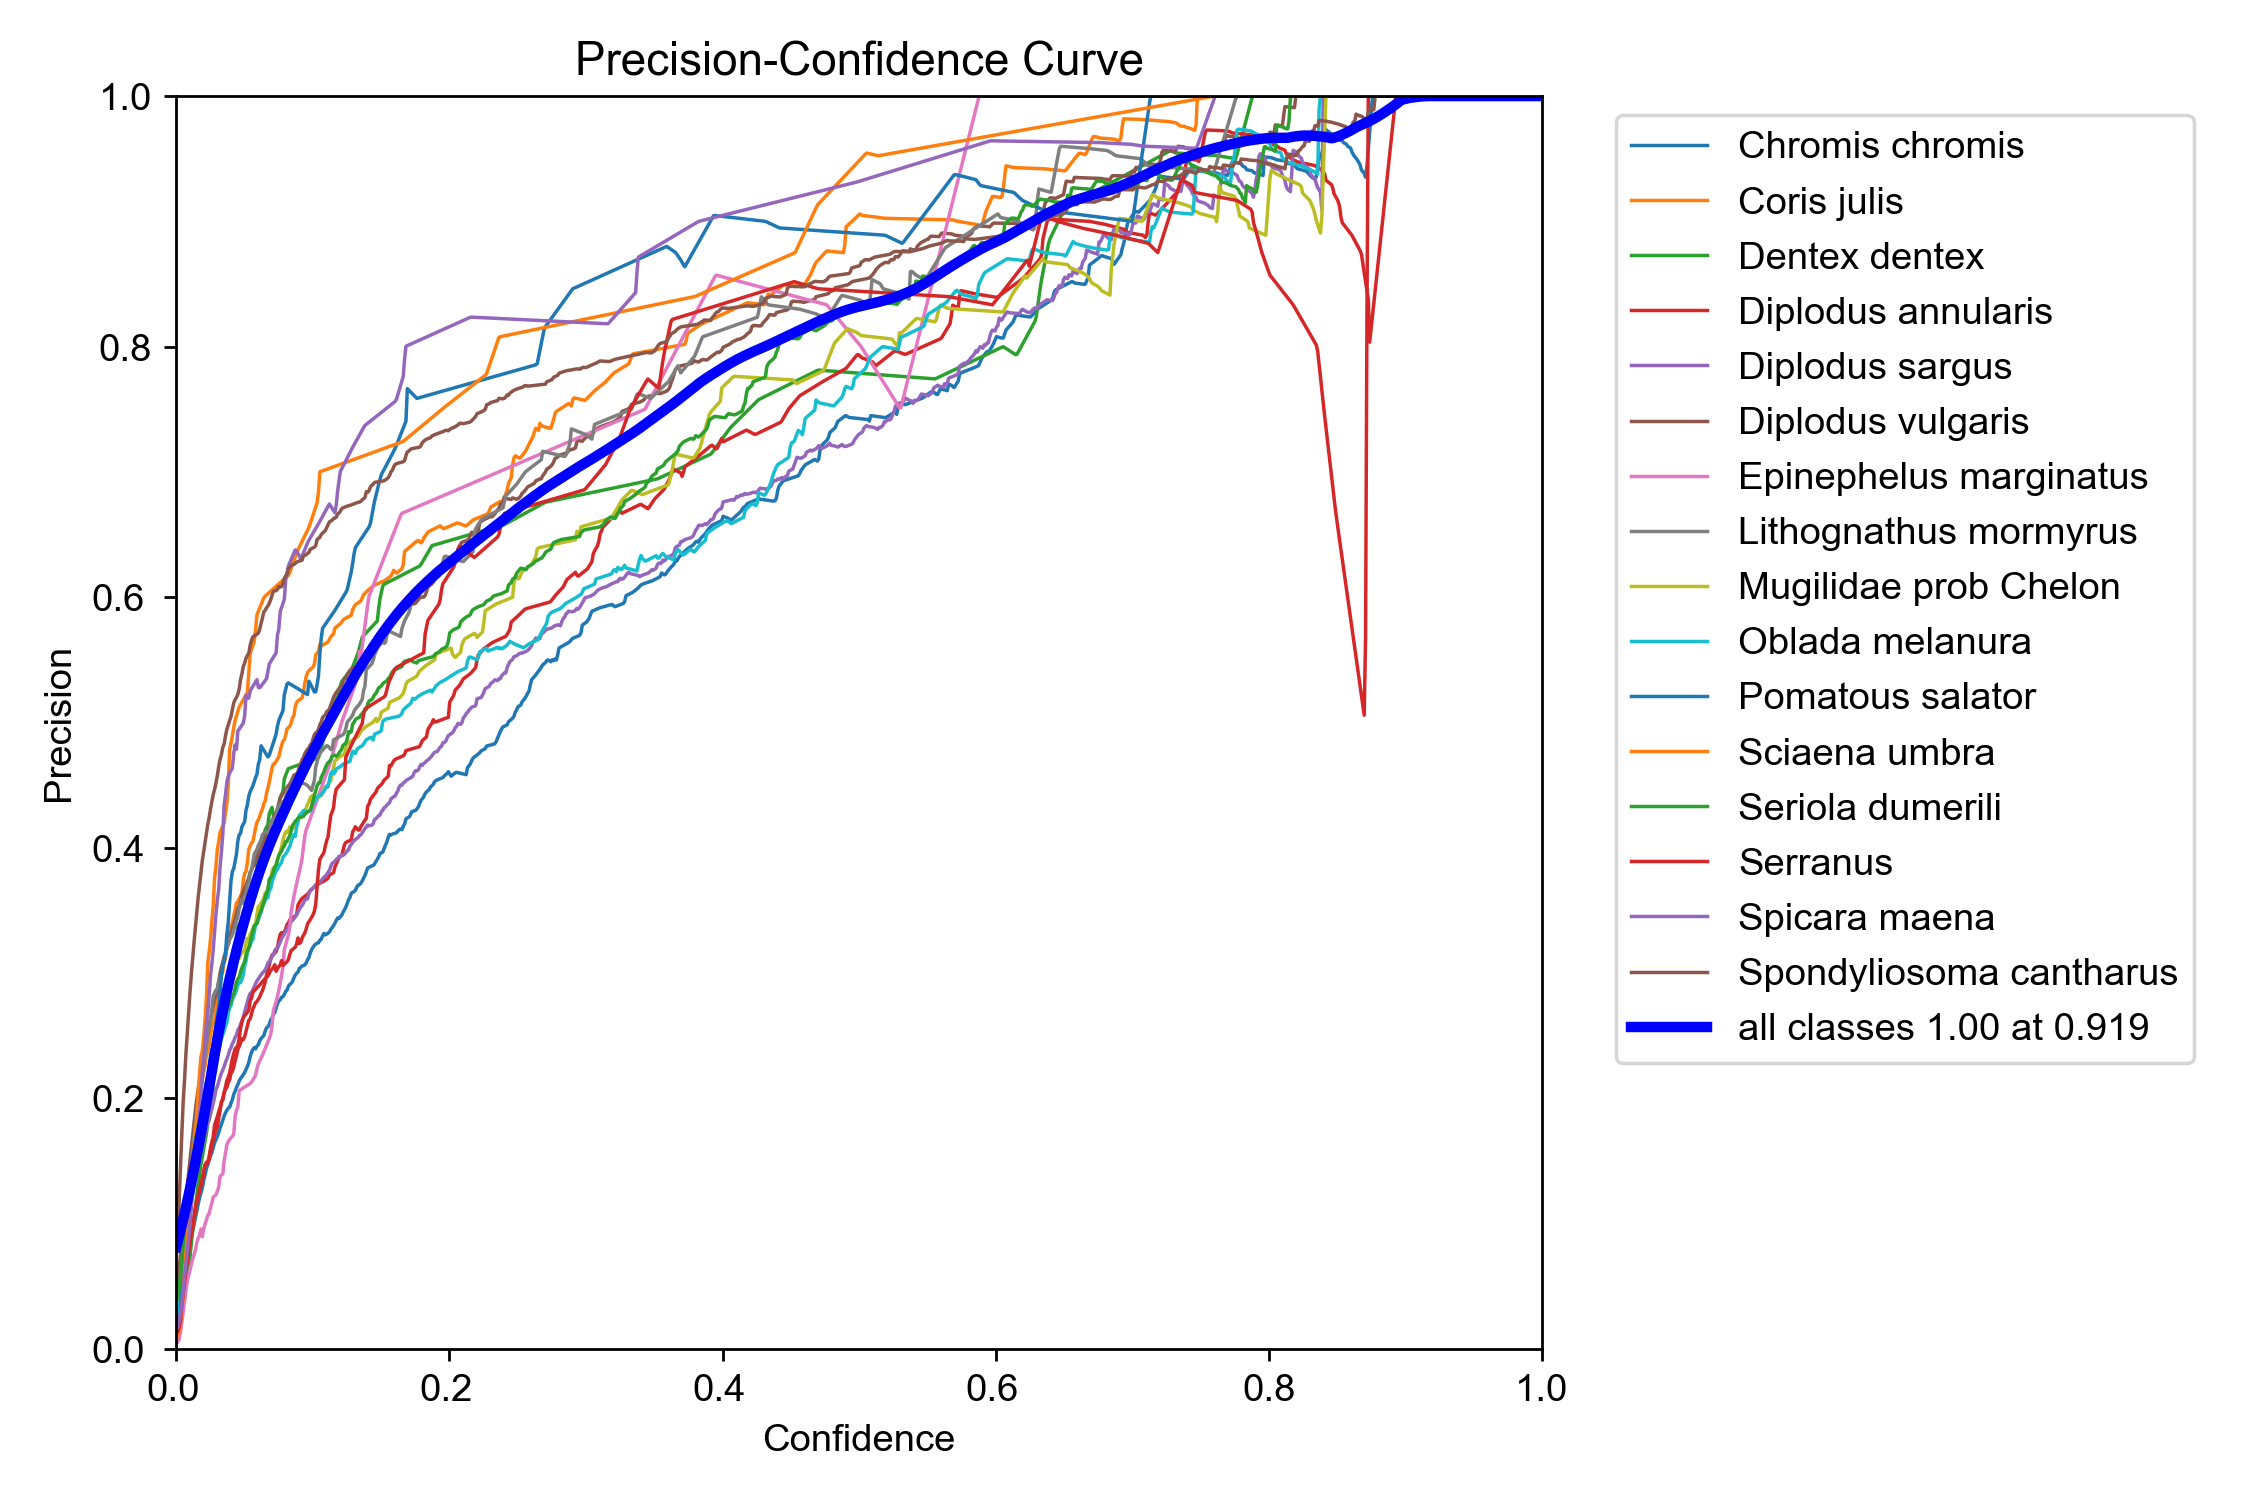 Precision-Confidence Curve
1.0
0.8
0.6
0.4
0.2
0.0
Precision
0.0 0.2 0.4 0.6 0.8 1.0
Confidence
Chromis chromis
Coris julis
Dentex dentex
Diplodus annularis
Diplodus sargus
Diplodus vulgaris
Epinephelus marginatus
Lithognathus mormyrus
Mugilidae prob Chelon
Oblada melanura
Pomatous salator
Sciaena umbra
Seriola dumerili
Serranus
Spicara maena
Spondyliosoma cantharus
all classes 1.00 at 0.919